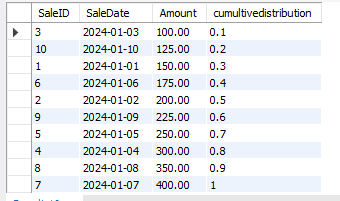 SaleID SaleDate Amount cumultivedistribution
3 2024-01-03 100.00 0.1
10 2024-01-10 125.00 0.2
1 2024-01-01 150.00 0.3
6 2024-01-06 175.00 0.4
2 2024-01-02 200.00 0.5
9 2024-01-09 225.00 0.6
5 2024-01-05 250.00 0.7
4 2024-01-04 300.00 0.8
8 2024-01-08 350.00 0.9
7 2024-01-07 400.00 1